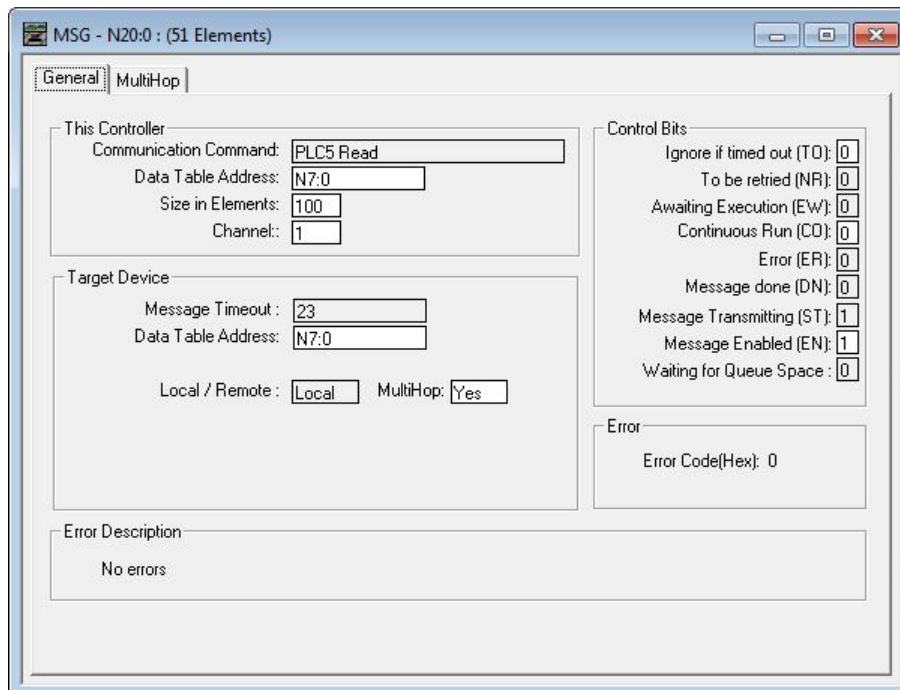 MSG - N20:0 : (51 Elements)
General MultiHop
This Controller
Communication Command: PLC5 Read
Data Table Address: N7:0
Size in Elements: 100
Channel:: 1
Target Device
Message Timeout : 23
Data Table Address: N7:0
Local / Remote : Local MultiHop: Yes
Control Bits
Ignore if timed out (TO): 0
To be retried (NR): 0
Awaiting Execution (EW): 0
Continuous Run (CO): 0
Error (ER): 0
Message done (DN): 0
Message Transmitting (ST): 1
Message Enabled (EN): 1
Waiting for Queue Space : 0
Error
Error Code(Hex): 0
Error Description
No errors